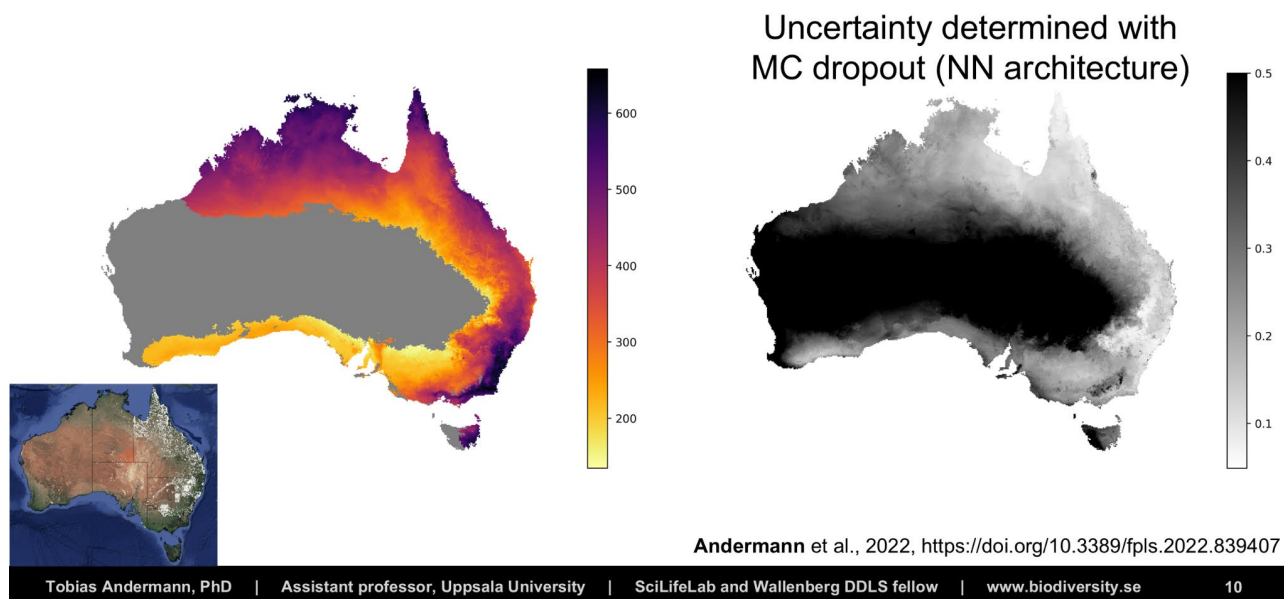 Uncertainty determined with
MC dropout (NN architecture)
600
500
400
300
200
0.5
0.4
0.3
0.2
0.1
Andermann et al., 2022, https://doi.org/10.3389/fpls.2022.839407
Tobias Andermann, PhD | Assistant professor, Uppsala University | SciLifeLab and Wallenberg DDLS fellow | www.biodiversity.se 10